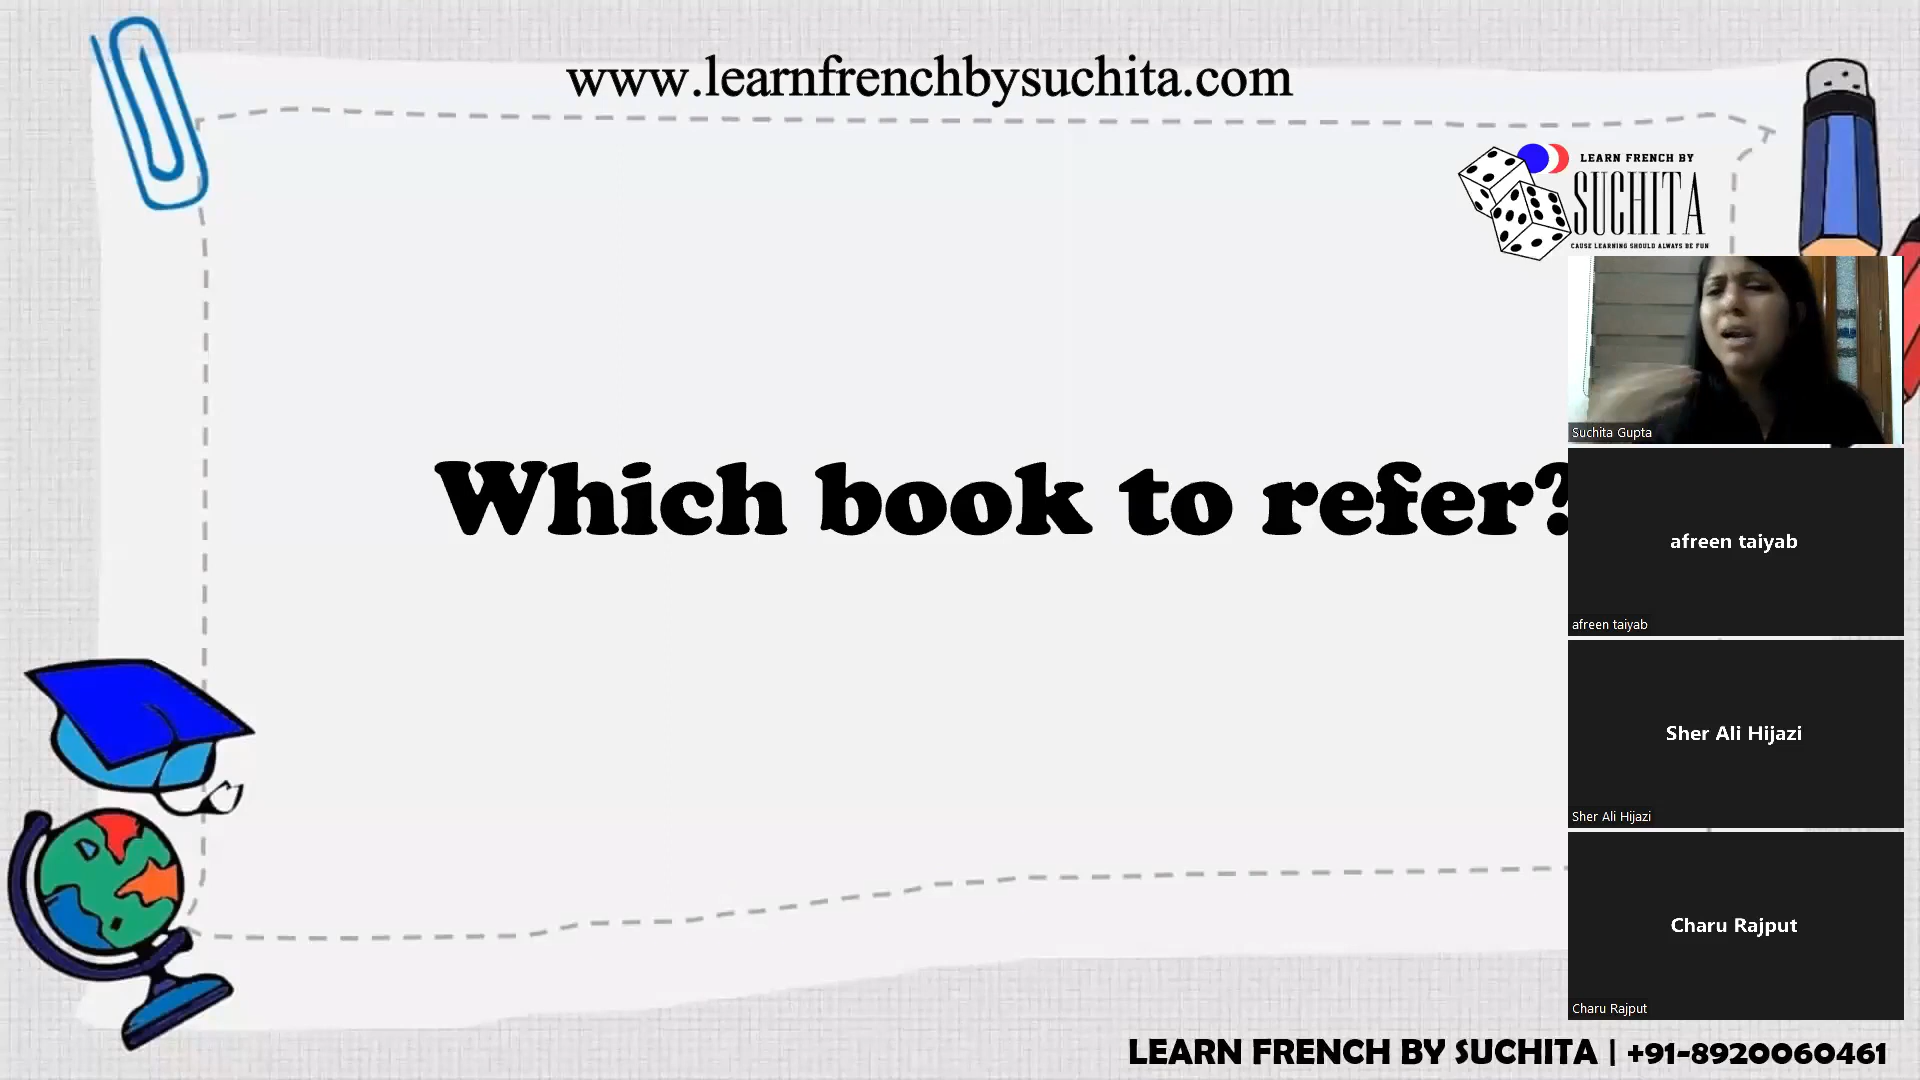 www.learnfrenchbysuchita.com
LEARN FRENCH BY
SUCHITA
CAUSE LEARNING SHOULD ALWAYS BE FUN
Suchita Gupta
Which book to refer?
afreen taiyab
afreen taiyab
Sher Ali Hijazi
Sher Ali Hijazi
Charu Rajput
Charu Rajput
LEARN FRENCH BY SUCHITA | +91-8920060461